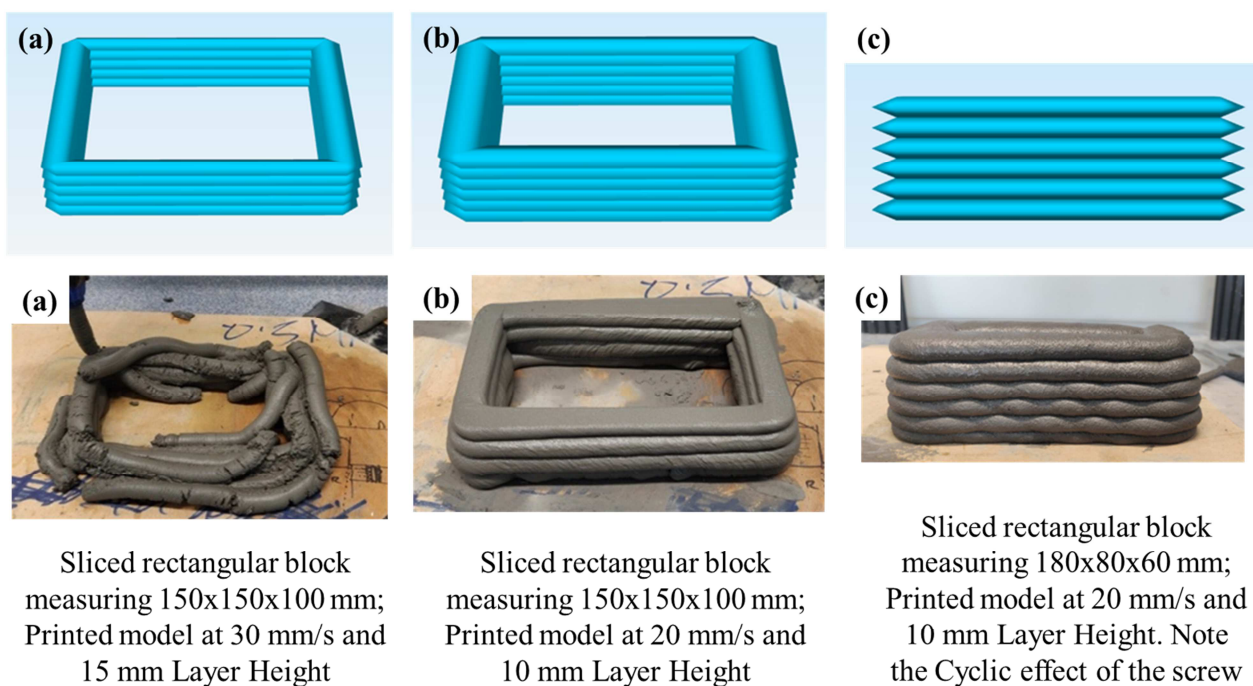 (a)
(b)
(c)
(a)
(b)
(c)
Sliced rectangular block
measuring 150x150x100 mm;
Printed model at 30 mm/s and
15 mm Layer Height
Sliced rectangular block
measuring 150x150x100 mm;
Printed model at 20 mm/s and
10 mm Layer Height
Sliced rectangular block
measuring 180x80x60 mm;
Printed model at 20 mm/s and
10 mm Layer Height. Note
the Cyclic effect of the screw